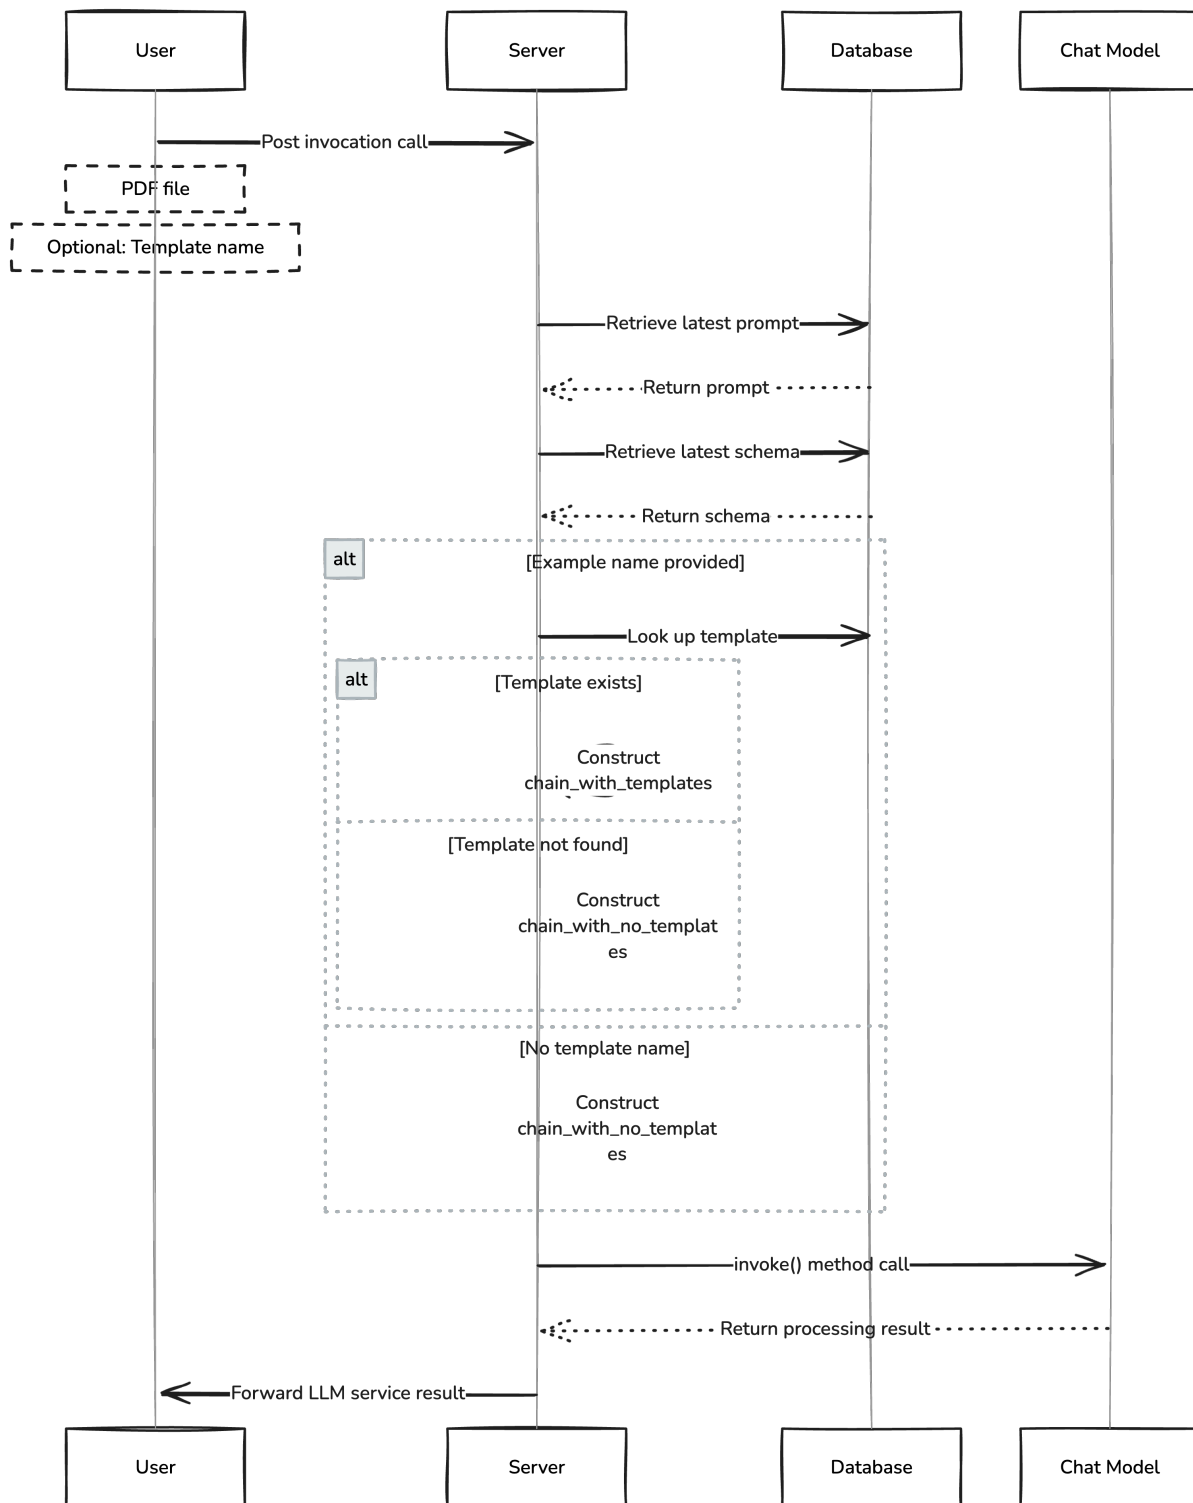 User
Server
Database
Chat Model
Post invocation call
PDF file
Optional: Template name
Retrieve latest prompt
Return prompt
Retrieve latest schema
Return schema
alt
[Example name provided]
Look up template
alt
[Template exists]
Construct
chain_with_templates
[Template not found]
Construct
chain_with_no_templat
es
[No template name]
Construct
chain_with_no_templat
es
invoke() method call
Return processing result
Forward LLM service result
User
Server
Database
Chat Model